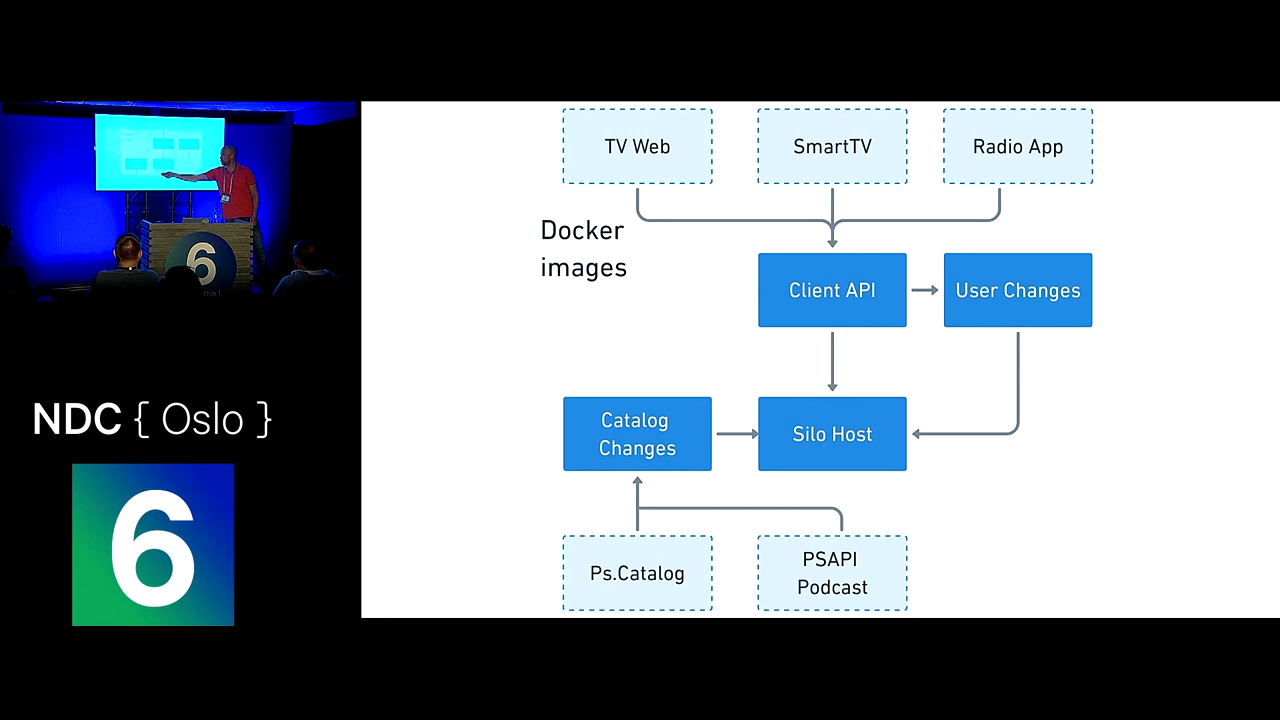 TV Web
SmartTV
Radio App
Docker
images
Client API
User Changes
Catalog
Changes
Silo Host
Ps.Catalog
PSAPI
Podcast
NDC { Oslo }
6
6